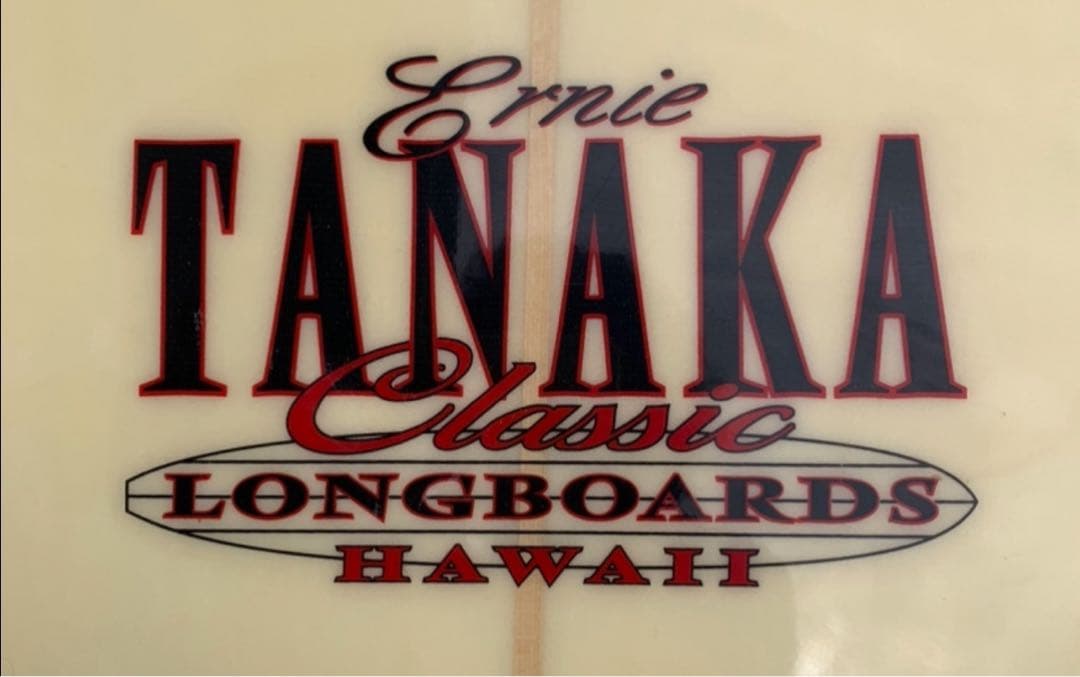 Ernie
TANAKA
Classic
LONGBOARDS
HAWAII